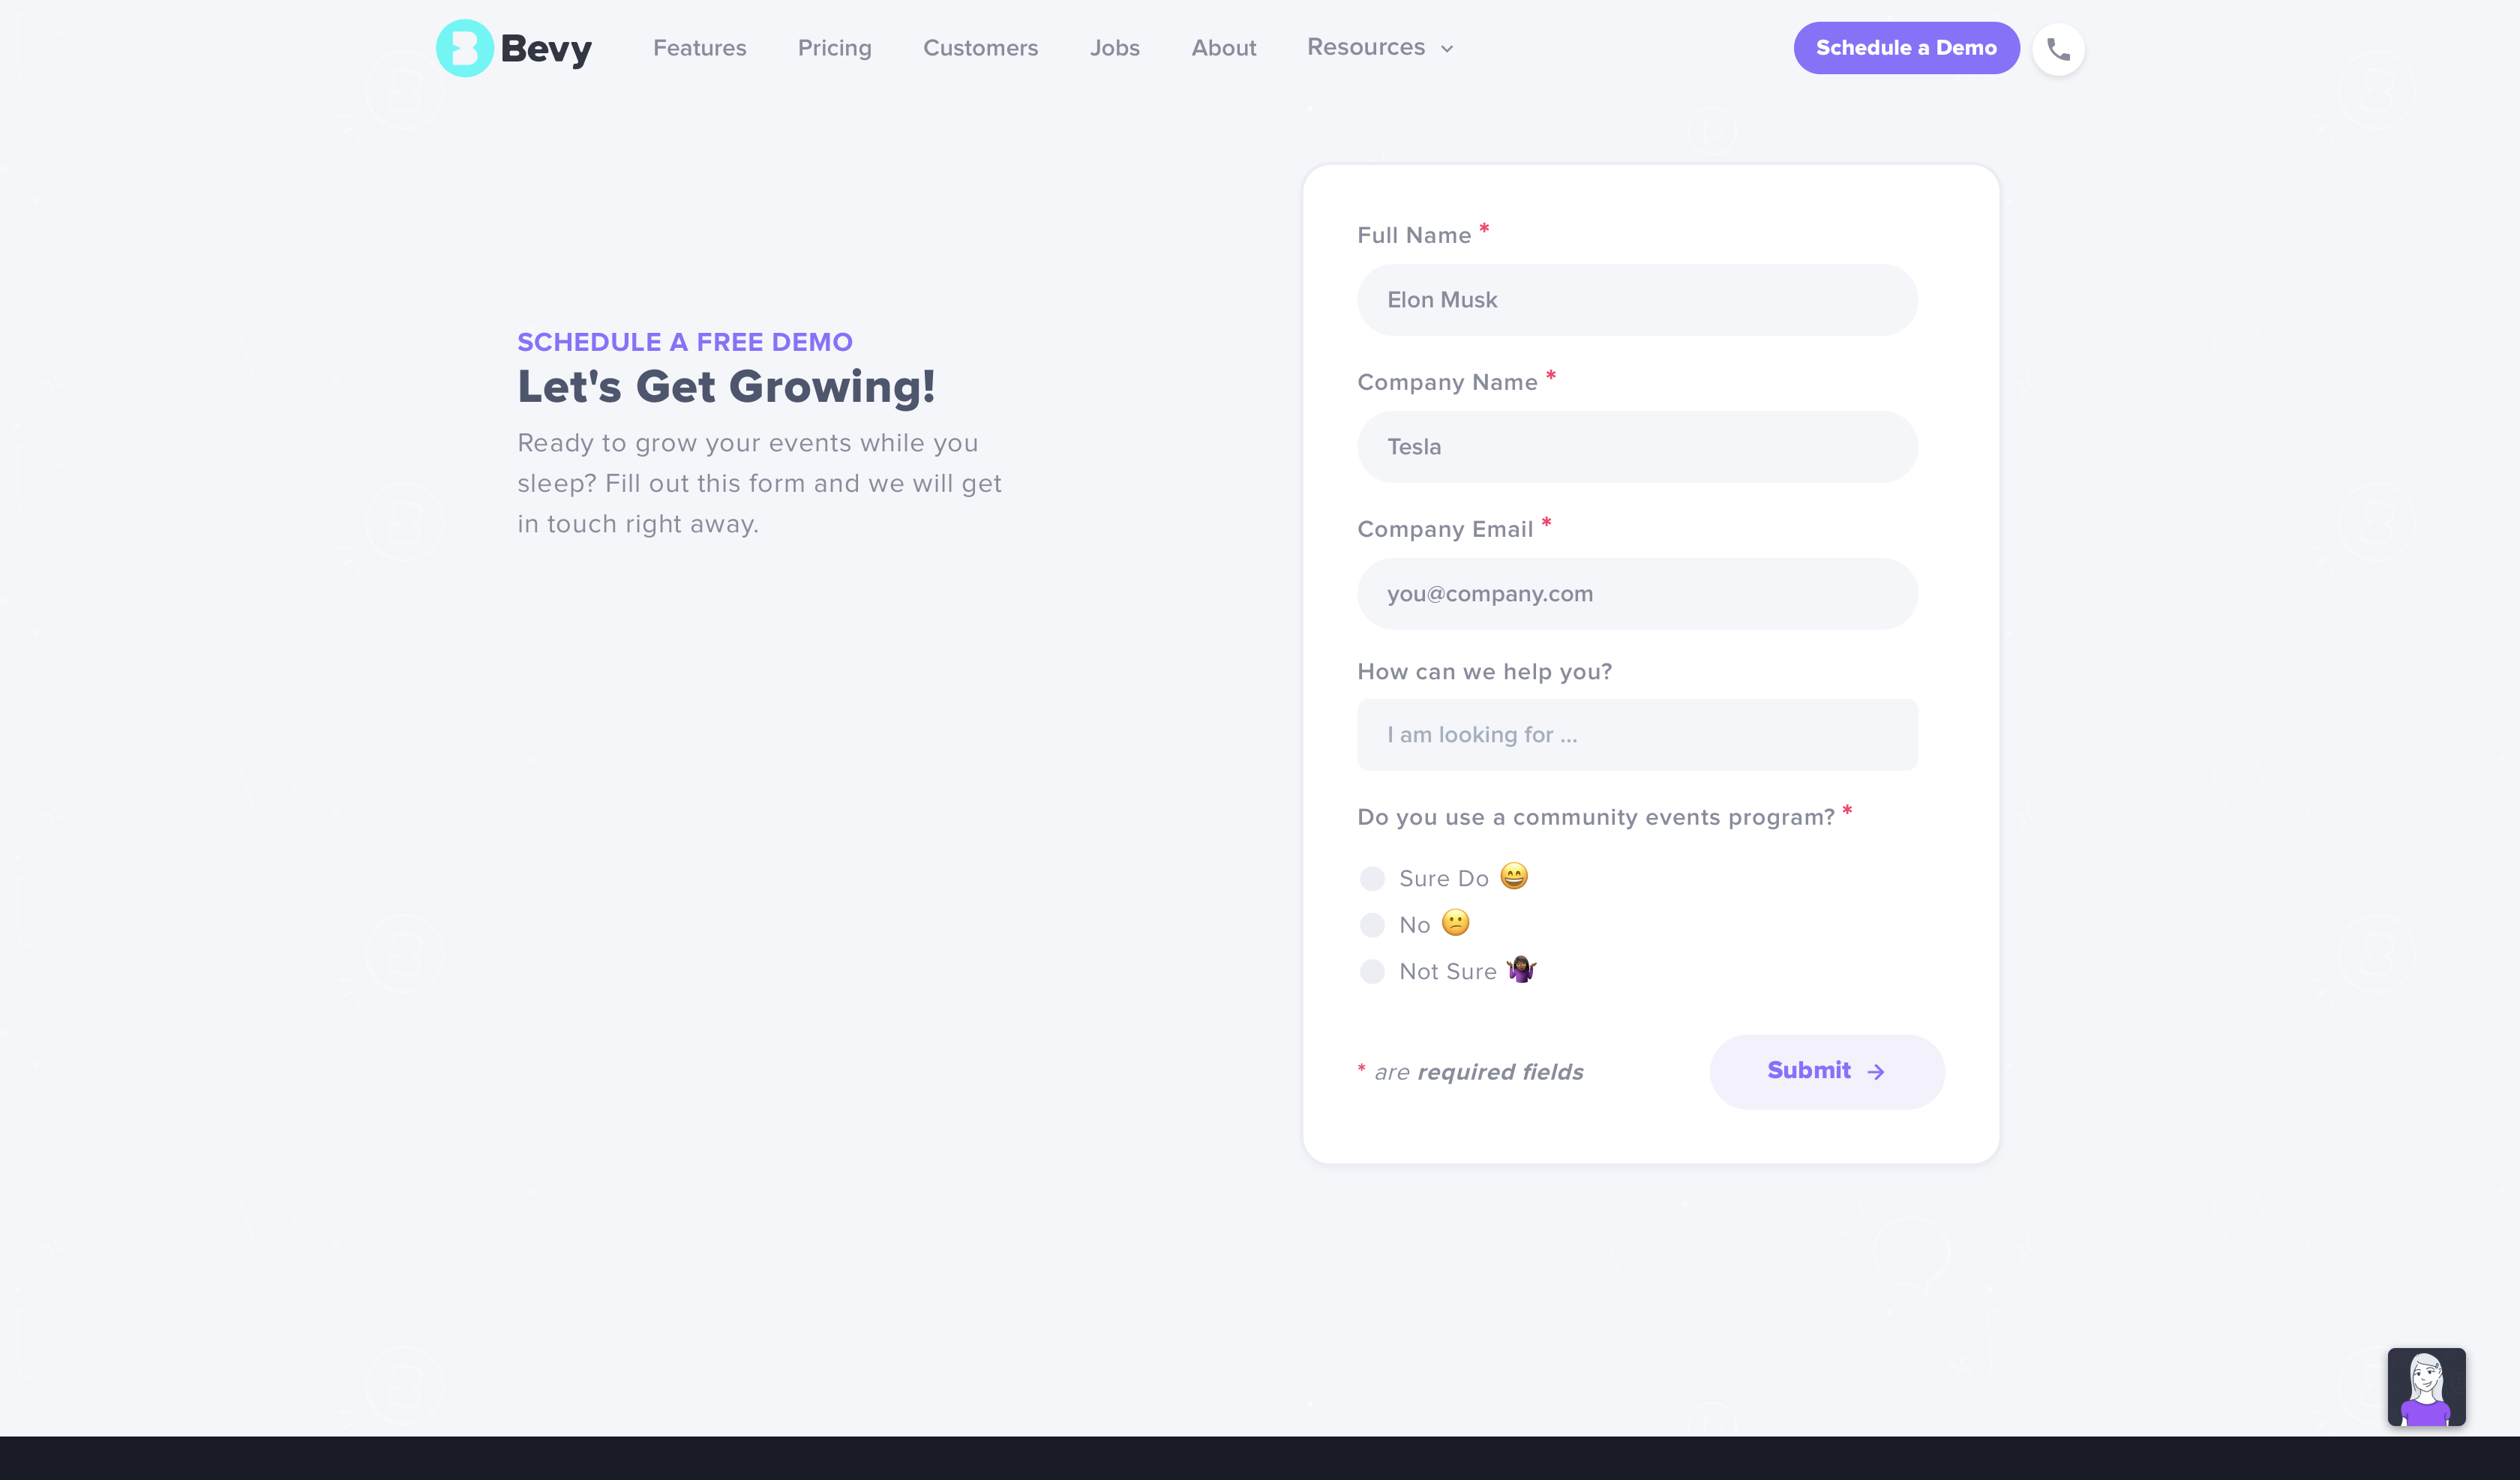 Bevy
Features
Pricing
Customers
Jobs
About
Resources
Schedule a Demo
SCHEDULE A FREE DEMO
Let's Get Growing!
Ready to grow your events while you
sleep? Fill out this form and we will get
in touch right away.
Full Name *
Elon Musk
Company Name *
Tesla
Company Email *
you@company.com
How can we help you?
I am looking for ...
Do you use a community events program? *
Sure Do 😄
No 😕
Not Sure 🤷🏿‍♀️
* are required fields
Submit →